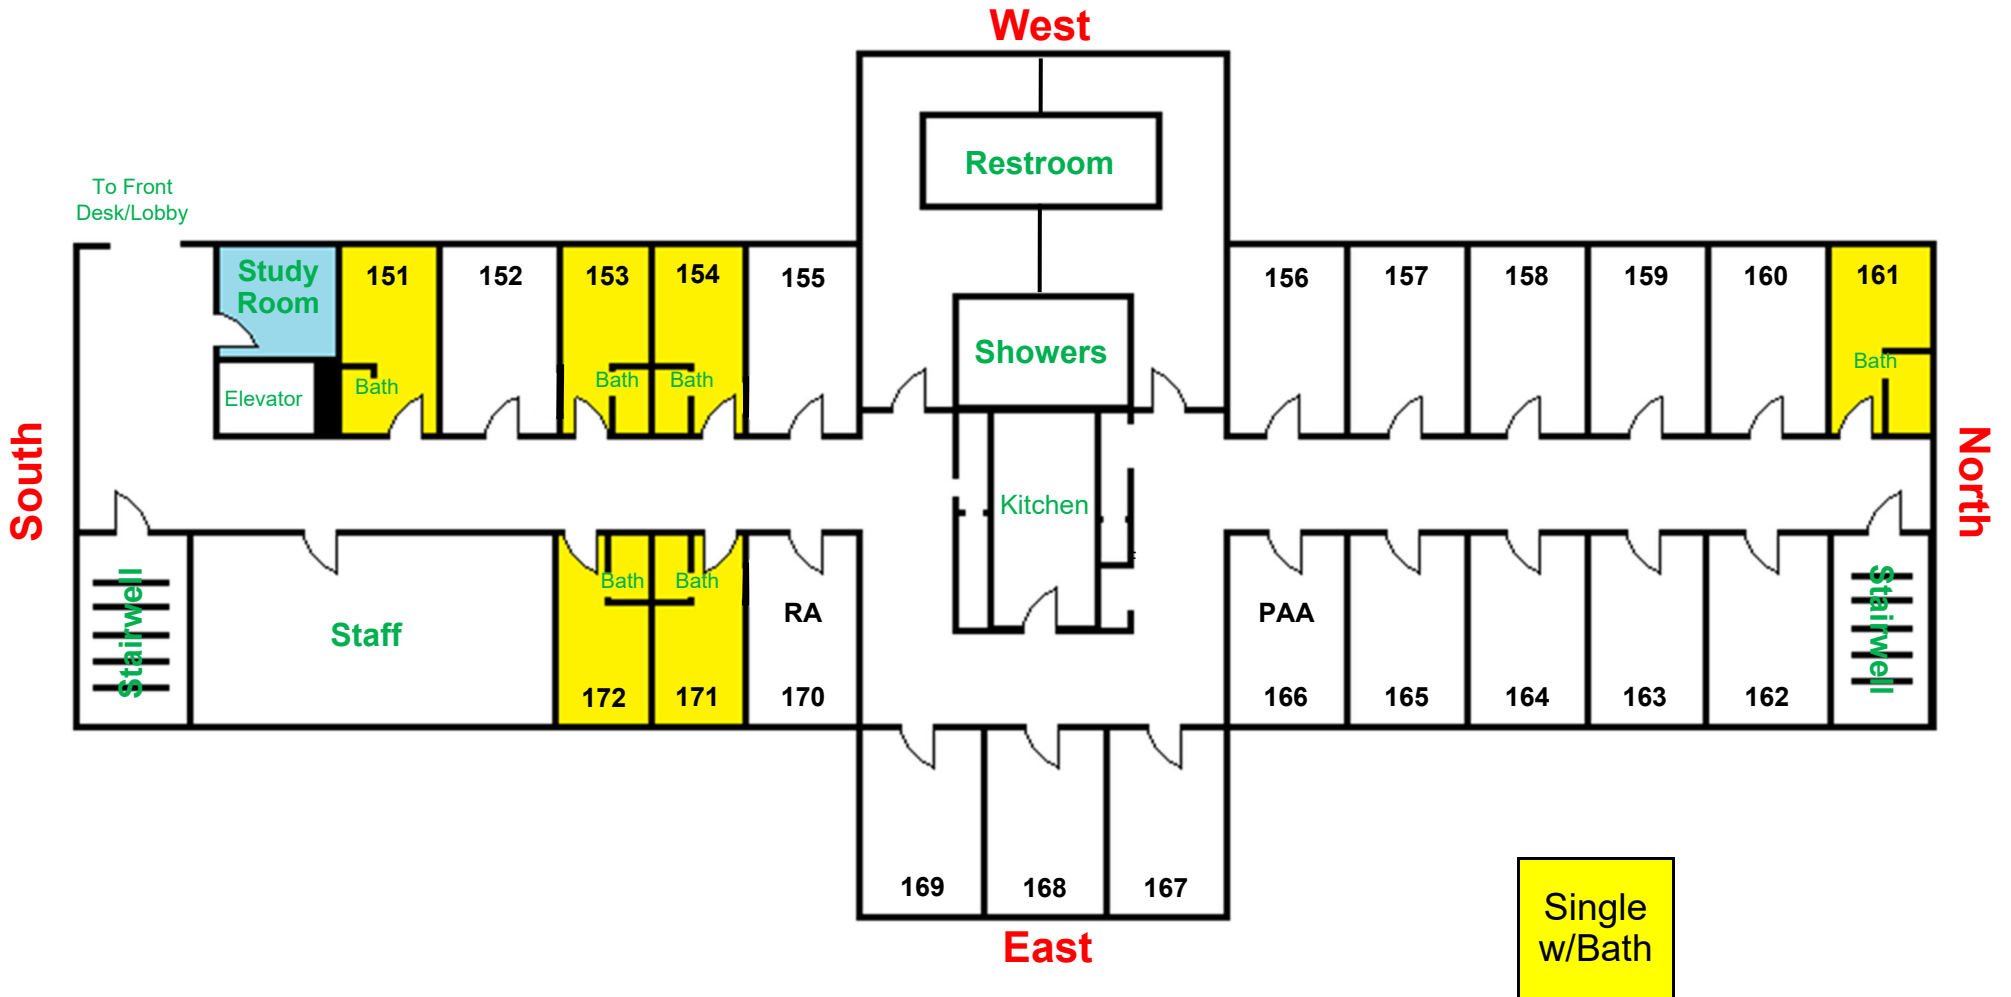 West
Restroom
To Front
Desk/Lobby
Study
Room
151
152
153
154
155
156
157
158
159
160
161
Showers
Elevator
Bath
Bath
Bath
Bath
South
North
Kitchen
Stairwell
Staff
Bath
Bath
RA
PAA
Stairwell
172
171
170
166
165
164
163
162
169
168
167
East
Single
w/Bath